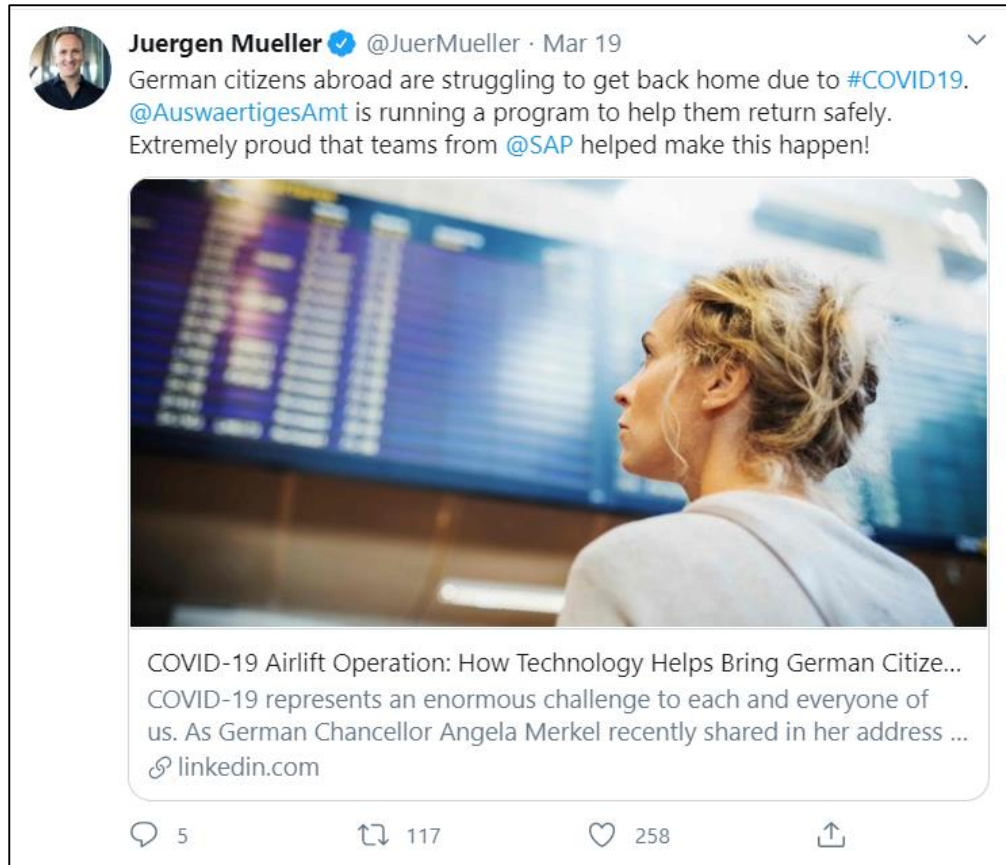 Juergen Mueller @JuerMueller · Mar 19
German citizens abroad are struggling to get back home due to #COVID19.
@AuswaertigesAmt is running a program to help them return safely.
Extremely proud that teams from @SAP helped make this happen!
COVID-19 Airlift Operation: How Technology Helps Bring German Citize...
COVID-19 represents an enormous challenge to each and everyone of
us. As German Chancellor Angela Merkel recently shared in her address ...
linkedin.com
5 117 258